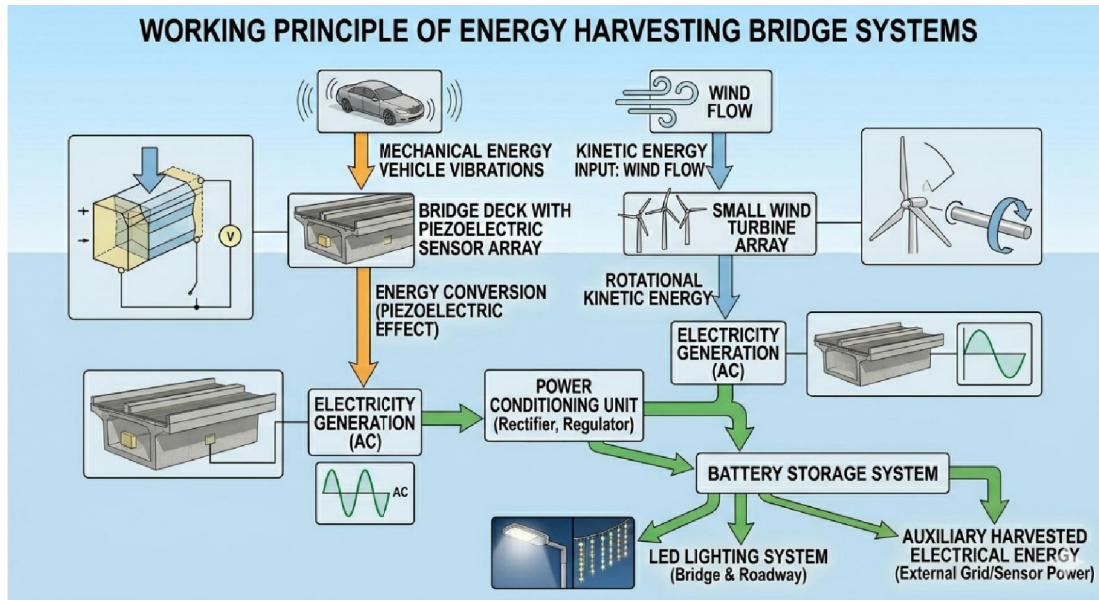 WORKING PRINCIPLE OF ENERGY HARVESTING BRIDGE SYSTEMS
MECHANICAL ENERGY
VEHICLE VIBRATIONS
WIND
FLOW
KINETIC ENERGY
INPUT: WIND FLOW
+
V
BRIDGE DECK WITH
PIEZOELECTRIC
SENSOR ARRAY
SMALL WIND
TURBINE
ARRAY
ENERGY CONVERSION
(PIEZOELECTRIC
EFFECT)
ROTATIONAL
KINETIC ENERGY
ELECTRICITY
GENERATION
(AC)
ELECTRICITY
GENERATION
(AC)
AC
POWER
CONDITIONING UNIT
(Rectifier, Regulator)
BATTERY STORAGE SYSTEM
LED LIGHTING SYSTEM
(Bridge & Roadway)
AUXILIARY HARVESTED
ELECTRICAL ENERGY
(External Grid/Sensor Power)